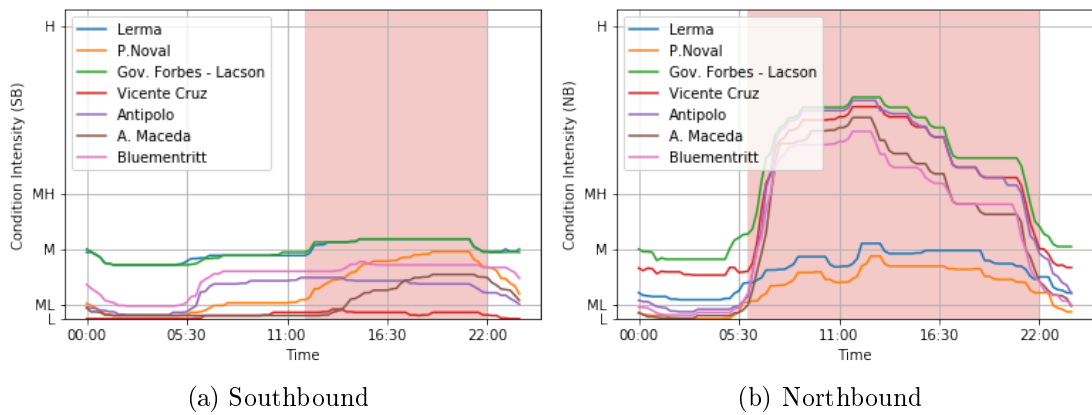 Condition Intensity (SB)
H
MH
M
ML
L
Lerma
P.Noval
Gov. Forbes - Lacson
Vicente Cruz
Antipolo
A. Maceda
Bluementritt
00:00 05:30 11:00 16:30 22:00
Time
(a) Southbound
Condition Intensity (NB)
H
MH
M
ML
L
Lerma
P.Noval
Gov. Forbes - Lacson
Vicente Cruz
Antipolo
A. Maceda
Bluementritt
00:00 05:30 11:00 16:30 22:00
Time
(b) Northbound